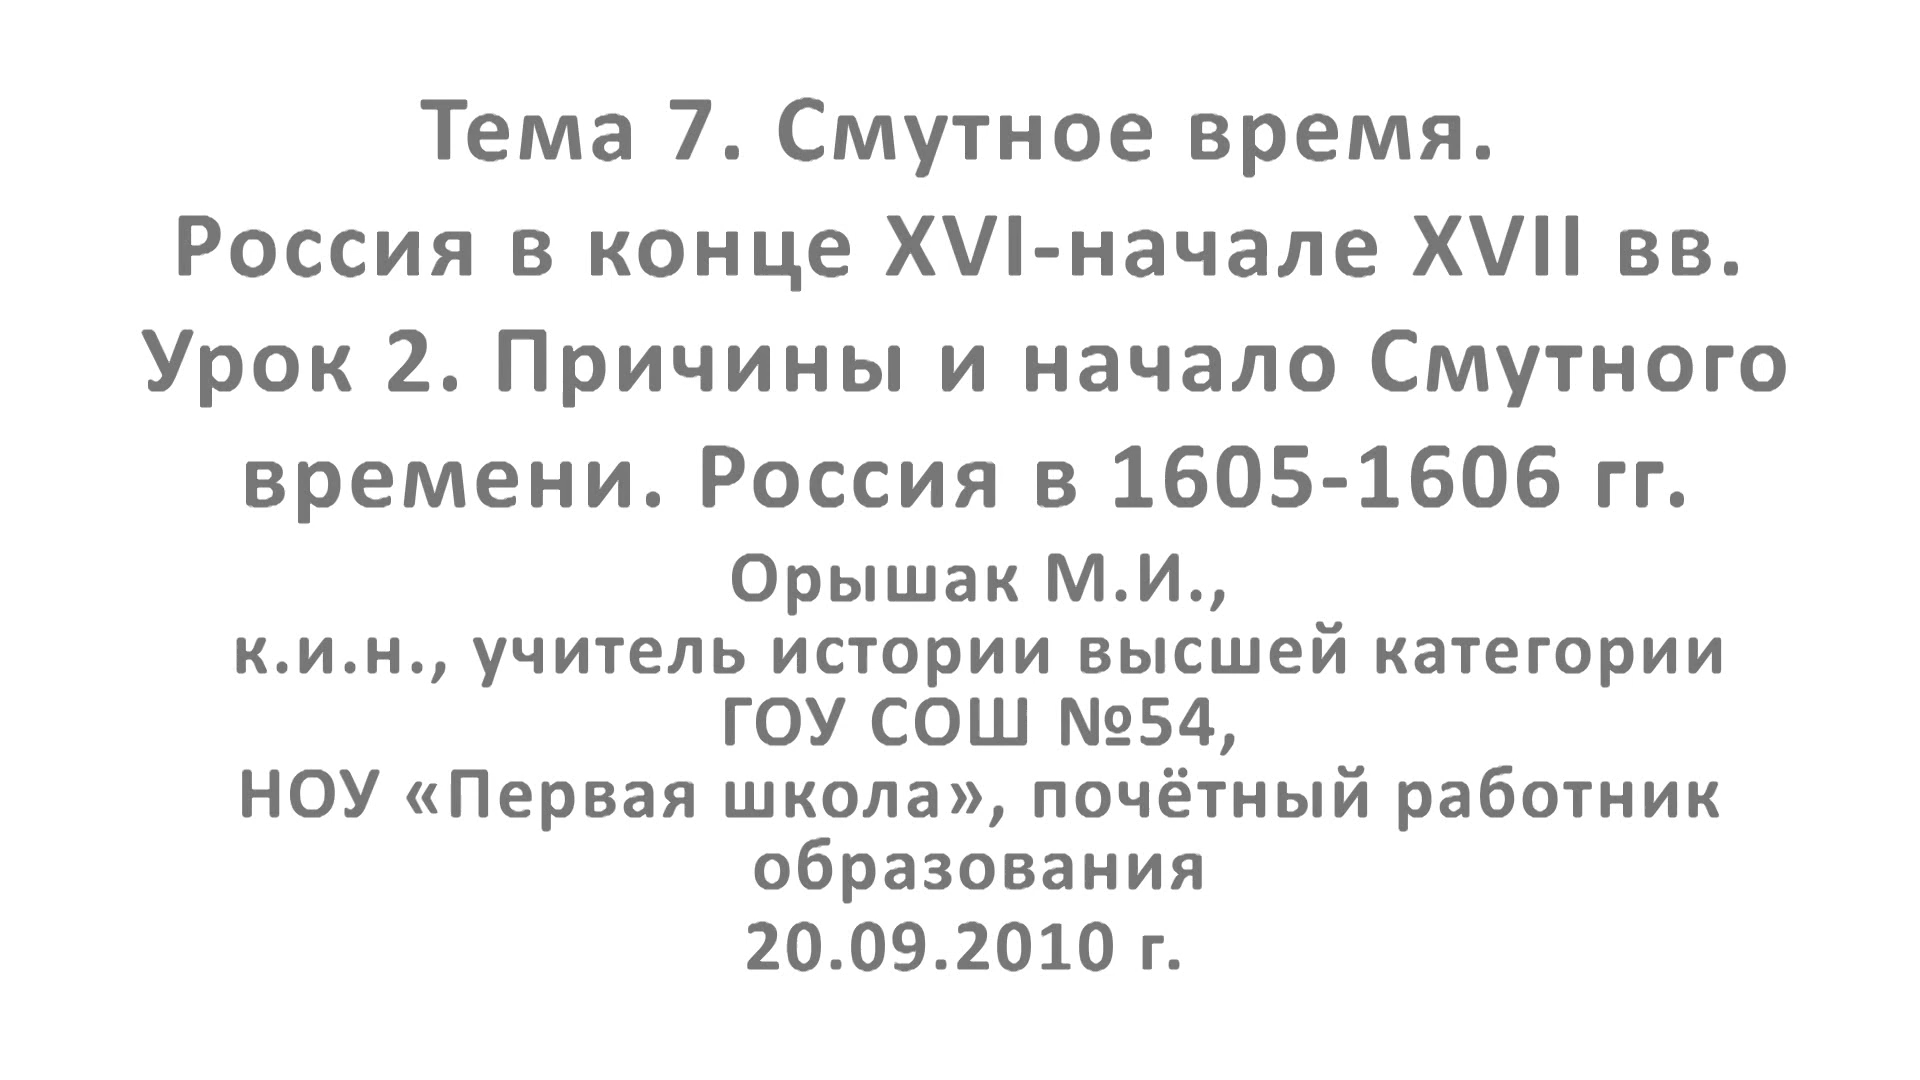 Тема 7. Смутное время.
Россия в конце XVI-начале XVII вв.
Урок 2. Причины и начало Смутного
времени. Россия в 1605-1606 гг.
Орышак М.И.,
к.и.н., учитель истории высшей категории
ГОУ СОШ №54,
НОУ «Первая школа», почётный работник
образования
20.09.2010 г.